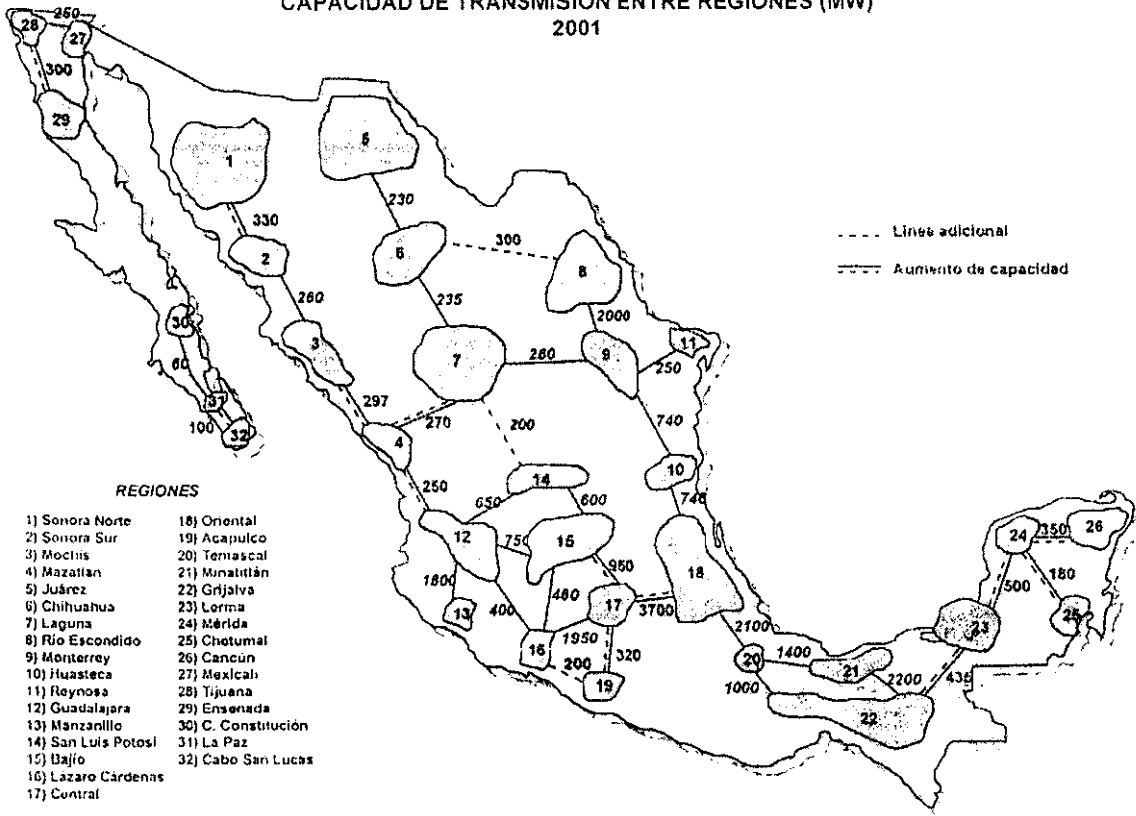 CAPACIDAD DE TRANSMISIÓN ENTRE REGIONES (MW)
2001
250
28
27
300
29
1
5
330
230
2
6
300
8
260
235
2000
3
7
280
9
11
250
297
270
200
740
4
10
30
60
31
100
32
250
650
14
600
740
12
750
15
950
18
1800
480
17
3700
13
400
1950
320
16
200
19
2100
20
1400
21
1000
2200
22
435
23
24
350
26
500
180
25
Linea adicional
Aumento de capacidad
REGIONES
1) Sonora Norte
2) Sonora Sur
3) Mochis
4) Mazatlan
5) Juárez
6) Chihuahua
7) Laguna
8) Río Escondido
9) Monterrey
10) Huasteca
11) Reynosa
12) Guadalajara
13) Manzanillo
14) San Luis Potosí
15) Bajío
16) Lázaro Cárdenas
17) Central
18) Oriental
19) Acapulco
20) Temascal
21) Minatitlán
22) Grijalva
23) Lerma
24) Mérida
25) Chetumal
26) Cancún
27) Mexicali
28) Tijuana
29) Ensenada
30) C. Constitución
31) La Paz
32) Cabo San Lucas